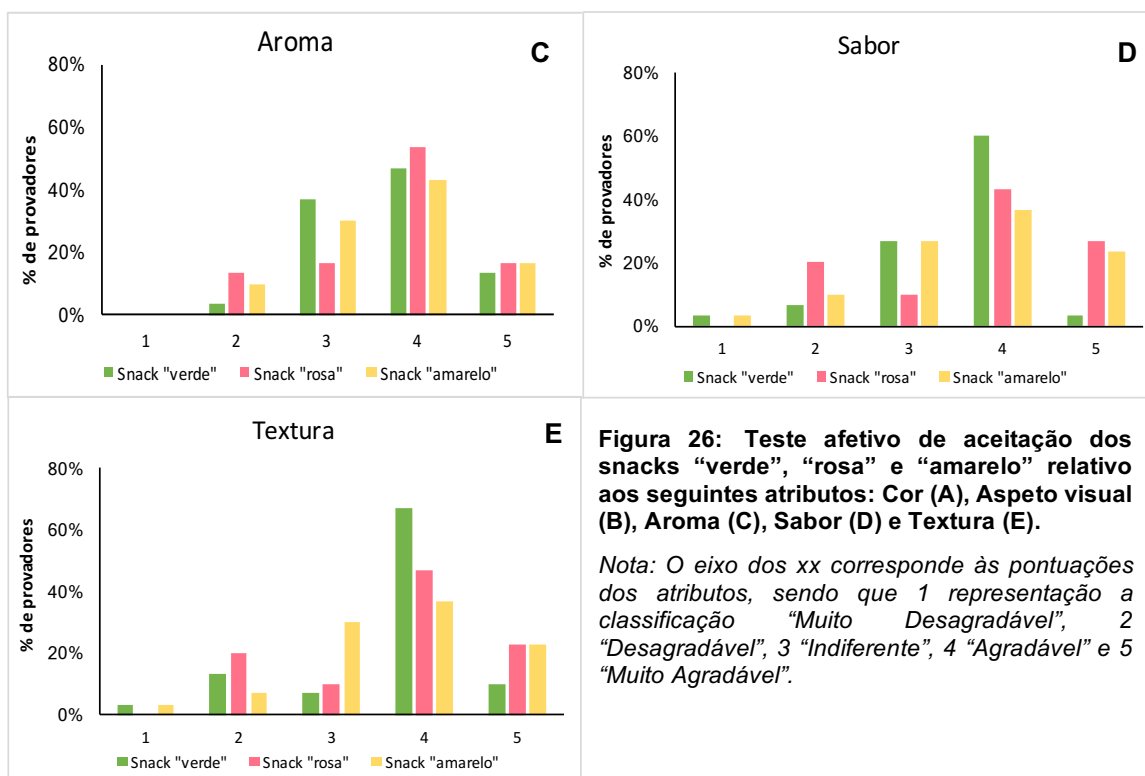 Aroma
C
80%
60%
40%
20%
0%
% de provadores
1 2 3 4 5
Snack "verde" Snack "rosa" Snack "amarelo"
Sabor
D
80%
60%
40%
20%
0%
% de provadores
1 2 3 4 5
Snack "verde" Snack "rosa" Snack "amarelo"
Textura
E
80%
60%
40%
20%
0%
% de provadores
1 2 3 4 5
Snack "verde" Snack "rosa" Snack "amarelo"
Figura 26: Teste afetivo de aceitação dos
snacks “verde”, “rosa” e “amarelo” relativo
aos seguintes atributos: Cor (A), Aspeto visual
(B), Aroma (C), Sabor (D) e Textura (E).
Nota: O eixo dos xx corresponde às pontuações
dos atributos, sendo que 1 representação a
classificação “Muito Desagradável”, 2
“Desagradável”, 3 “Indiferente”, 4 “Agradável” e 5
“Muito Agradável”.